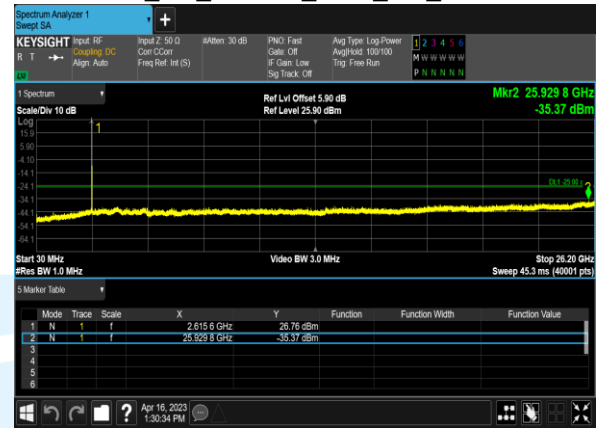 Spectrum Analyzer 1
Swept SA
+
KEYSIGHT
R T
LV
Input: RF
Coupling: DC
Align: Auto
Input Z: 50 Ω
Corr CCorr
Freq Ref: Int (S)
#Atten: 30 dB
PNO: Fast
Gate: Off
IF Gain: Low
Sig Track: Off
Avg Type: Log-Power
Avg|Hold: 100/100
Trig: Free Run
1 2 3 4 5 6
M W W W W W
P N N N N N
1 Spectrum
Scale/Div 10 dB
Ref Lvl Offset 5.90 dB
Ref Level 25.90 dBm
Mkr2 25.929 8 GHz
-35.37 dBm
Log
15.9
5.90
-4.10
-14.1
-24.1
-34.1
-44.1
-54.1
-64.1
1
2
Start 30 MHz
#Res BW 1.0 MHz
Video BW 3.0 MHz
Stop 26.20 GHz
Sweep 45.3 ms (40001 pts)
5 Marker Table
Mode Trace Scale X Y Function Function Width Function Value
1 N 1 f 2.615 6 GHz 26.76 dBm
2 N 1 f 25.929 8 GHz -35.37 dBm
3
4
5
6
?
Apr 16, 2023
1:30:34 PM